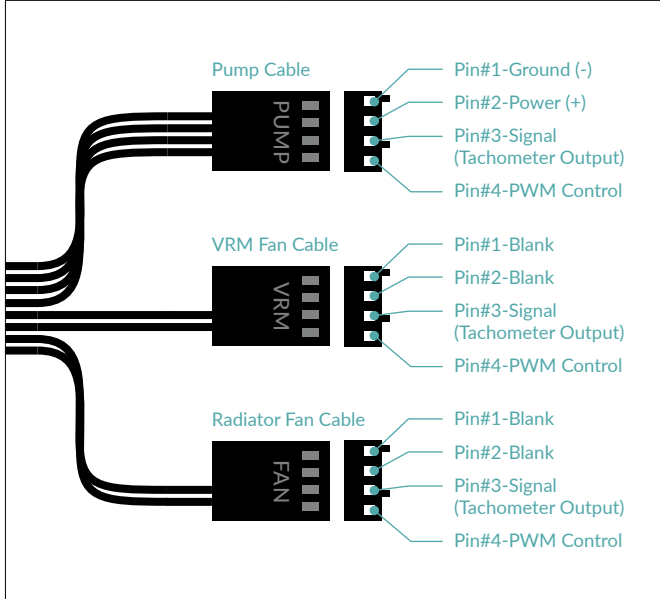 Pump Cable
PUMP
Pin#1-Ground (-)
Pin#2-Power (+)
Pin#3-Signal
(Tachometer Output)
Pin#4-PWM Control
VRM Fan Cable
VRM
Pin#1-Blank
Pin#2-Blank
Pin#3-Signal
(Tachometer Output)
Pin#4-PWM Control
Radiator Fan Cable
FAN
Pin#1-Blank
Pin#2-Blank
Pin#3-Signal
(Tachometer Output)
Pin#4-PWM Control